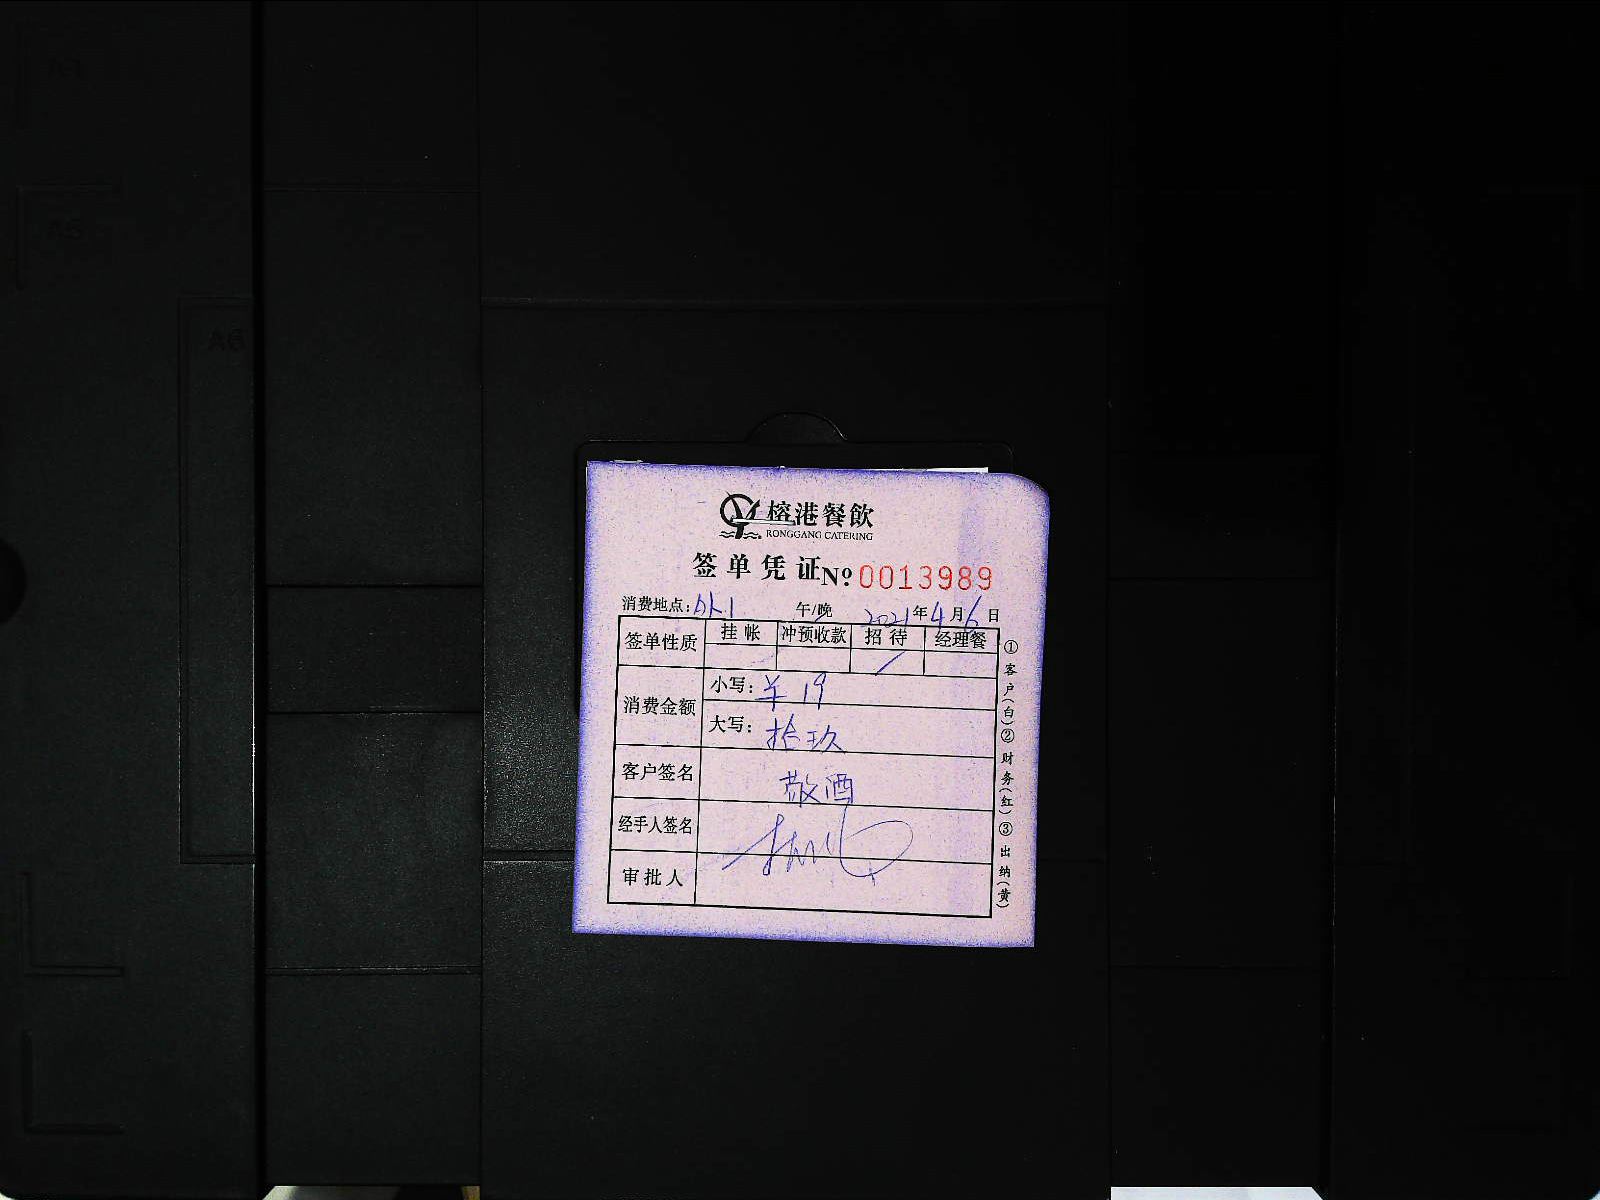 榕港餐飲
RONGGANG CATERING
签单凭证 №0013989
消费地点：外1 午/晚 2021年4月6日
签单性质 挂帐 冲预收款 招待 经理餐
消费金额 小写：¥ 19
大写：拾玖
客户签名 敬酒
经手人签名
审批人
①客户(白)②财务(红)③出纳(黄)
A3